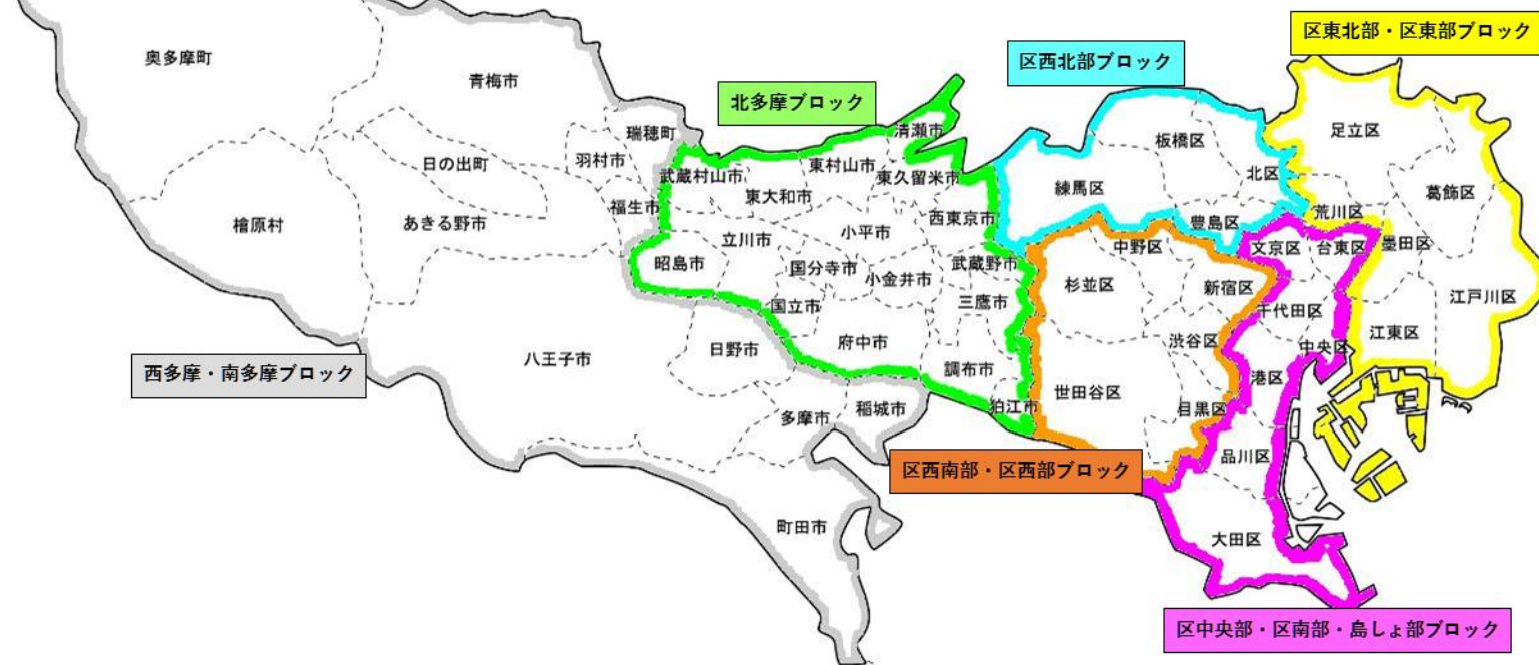 区東北部・区東部ブロック
区西北部ブロック
北多摩ブロック
西多摩・南多摩ブロック
区西南部・区西部ブロック
区中央部・区南部・島しょ部ブロック
奥多摩町
青梅市
瑞穂町
羽村市
日の出町
福生市
檜原村
あきる野市
八王子市
日野市
多摩市
稲城市
町田市
清瀬市
東村山市
武蔵村山市
東久留米市
東大和市
西東京市
小平市
立川市
昭島市
国分寺市
小金井市
武蔵野市
国立市
三鷹市
府中市
調布市
狛江市
板橋区
練馬区
北区
豊島区
足立区
葛飾区
荒川区
墨田区
江戸川区
江東区
中野区
杉並区
新宿区
渋谷区
世田谷区
目黒区
文京区
台東区
千代田区
中央区
港区
品川区
大田区